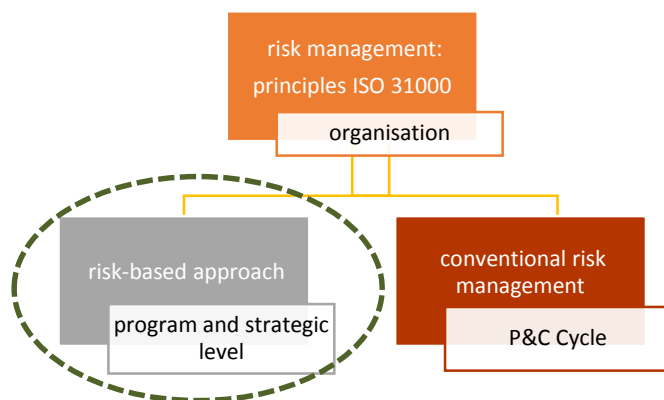 risk management:
principles ISO 31000
organisation
risk-based approach
program and strategic
level
conventional risk
management
P&C Cycle